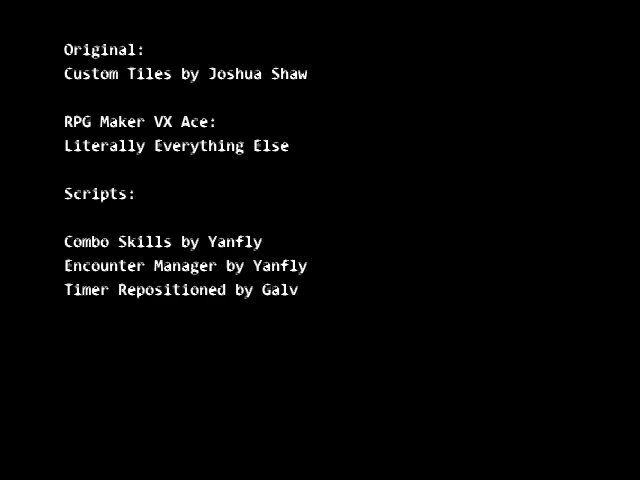 Original:
Custom Tiles by Joshua Shaw
RPG Maker VX Ace:
Literally Everything Else
Scripts:
Combo Skills by Yanfly
Encounter Manager by Yanfly
Timer Repositioned by Galv